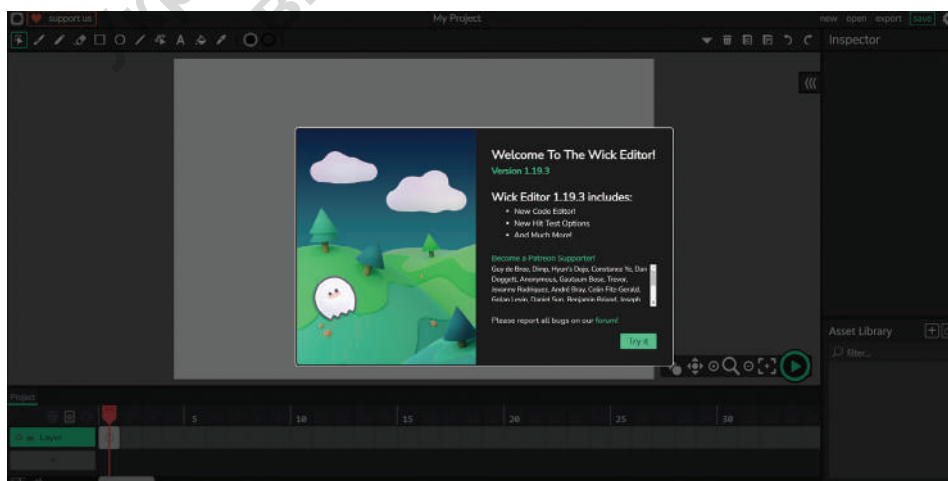 support us
My Project
new open export save
Inspector
Welcome To The Wick Editor!
Version 1.19.3
Wick Editor 1.19.3 includes:
New Code Editor!
New Hit Test Options
And Much More!
Become a Patreon Supporter!
Guy de Bree, Dimp, Hyun's Dojo, Constance Ye, Dan
Doggett, Anonymous, Gautuum Bose, Trevor,
Jovanny Rodriguez, André Bray, Colin Fitz-Gerald,
Golan Levin, Daniel Sun, Benjamin Roland, Joseph
Please report all bugs on our forum!
Try it
Asset Library
filter...
Project
5 10 15 20 25 30
Layer